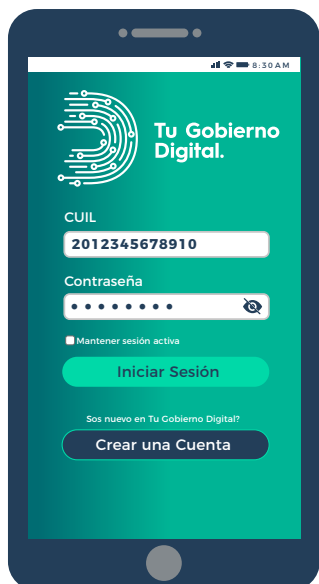 8:30AM
Tu Gobierno
Digital.
CUIL
2012345678910
Contraseña
Mantener sesión activa
Iniciar Sesión
Sos nuevo en Tu Gobierno Digital?
Crear una Cuenta